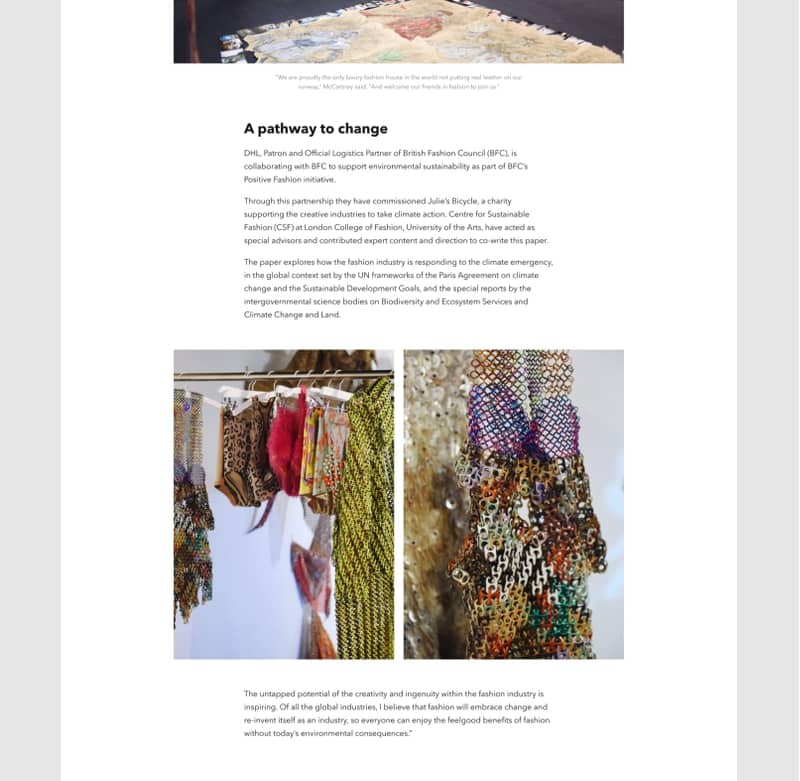 "We are proudly the only luxury fashion house in the world not putting real leather on our
runway," McCartney said. "And welcome our friends in fashion to join us"
A pathway to change
DHL, Patron and Official Logistics Partner of British Fashion Council (BFC), is
collaborating with BFC to support environmental sustainability as part of BFC's
Positive Fashion initiative.
Through this partnership they have commissioned Julie's Bicycle, a charity
supporting the creative industries to take climate action. Centre for Sustainable
Fashion (CSF) at London College of Fashion, University of the Arts, have acted as
special advisors and contributed expert content and direction to co-write this paper.
The paper explores how the fashion industry is responding to the climate emergency,
in the global context set by the UN frameworks of the Paris Agreement on climate
change and the Sustainable Development Goals, and the special reports by the
intergovernmental science bodies on Biodiversity and Ecosystem Services and
Climate Change and Land.
The untapped potential of the creativity and ingenuity within the fashion industry is
inspiring. Of all the global industries, I believe that fashion will embrace change and
re-invent itself as an industry, so everyone can enjoy the feelgood benefits of fashion
without today's environmental consequences."